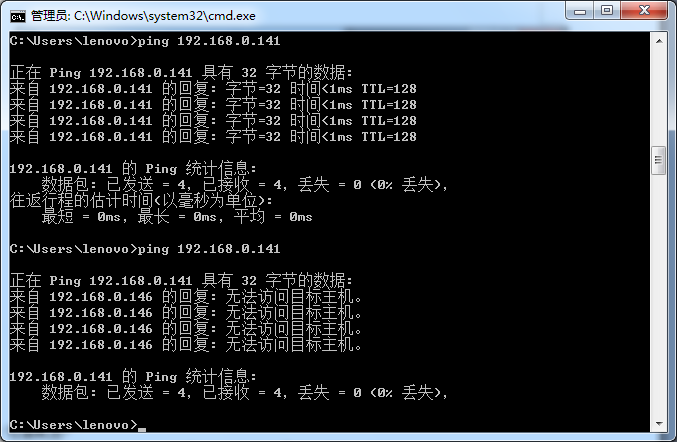 管理员: C:\Windows\system32\cmd.exe
C:\Users\lenovo>ping 192.168.0.141
正在 Ping 192.168.0.141 具有 32 字节的数据:
来自 192.168.0.141 的回复: 字节=32 时间<1ms TTL=128
来自 192.168.0.141 的回复: 字节=32 时间<1ms TTL=128
来自 192.168.0.141 的回复: 字节=32 时间<1ms TTL=128
来自 192.168.0.141 的回复: 字节=32 时间<1ms TTL=128
192.168.0.141 的 Ping 统计信息:
    数据包: 已发送 = 4, 已接收 = 4, 丢失 = 0 (0% 丢失),
往返行程的估计时间(以毫秒为单位):
    最短 = 0ms, 最长 = 0ms, 平均 = 0ms
C:\Users\lenovo>ping 192.168.0.141
正在 Ping 192.168.0.141 具有 32 字节的数据:
来自 192.168.0.146 的回复: 无法访问目标主机。
来自 192.168.0.146 的回复: 无法访问目标主机。
来自 192.168.0.146 的回复: 无法访问目标主机。
来自 192.168.0.146 的回复: 无法访问目标主机。
192.168.0.141 的 Ping 统计信息:
    数据包: 已发送 = 4, 已接收 = 4, 丢失 = 0 (0% 丢失),
C:\Users\lenovo>